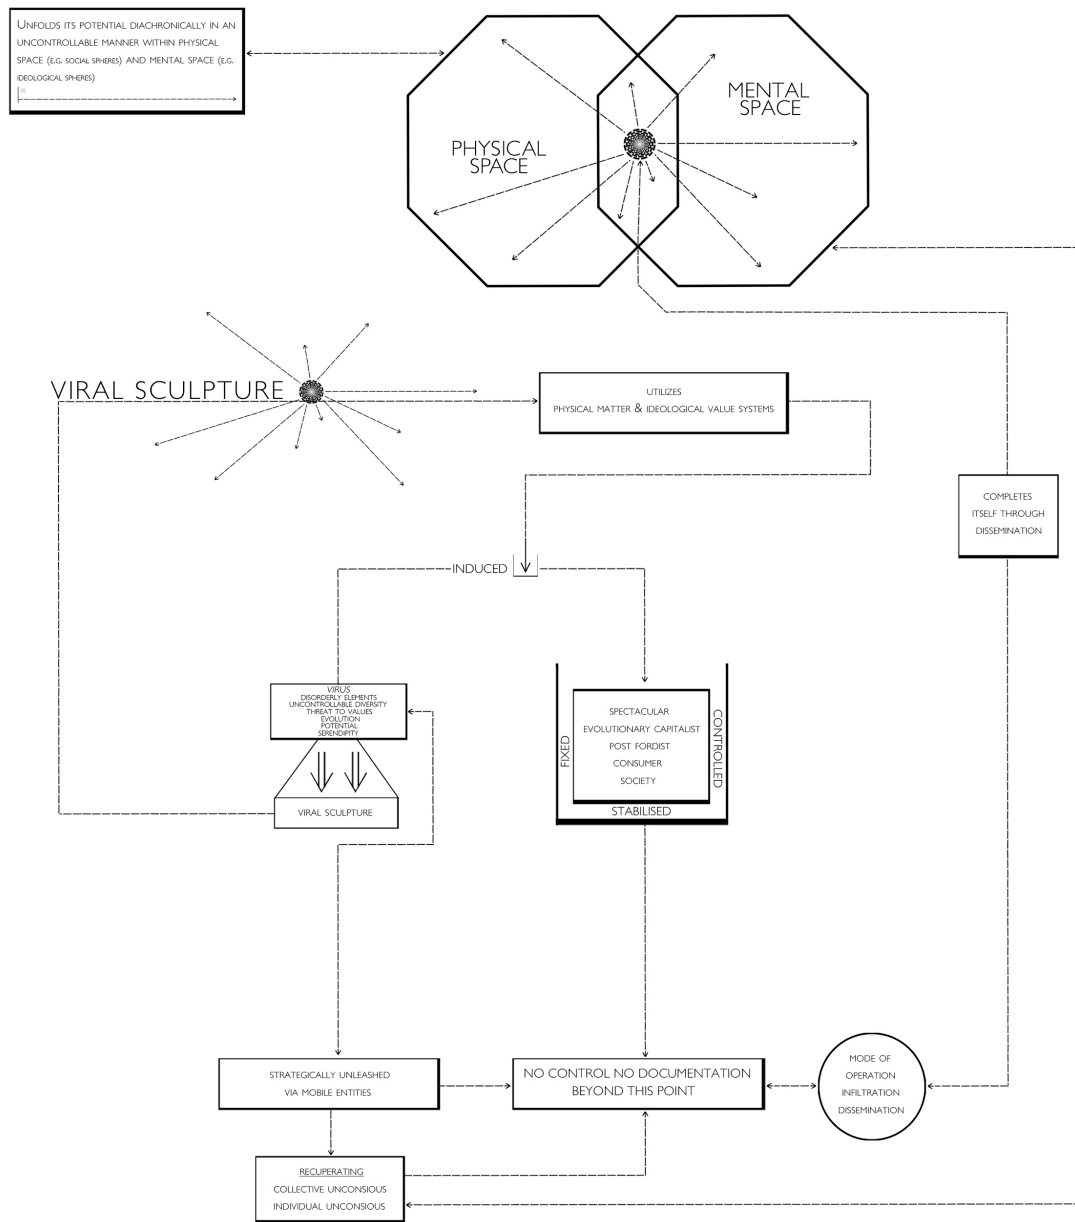 UNFOLDS ITS POTENTIAL DIACHRONICALLY IN AN
UNCONTROLLABLE MANNER WITHIN PHYSICAL
SPACE (E.G. SOCIAL SPHERES) AND MENTAL SPACE (E.G.
IDEOLOGICAL SPHERES)
MENTAL
SPACE
PHYSICAL
SPACE
VIRAL SCULPTURE
UTILIZES
PHYSICAL MATTER & IDEOLOGICAL VALUE SYSTEMS
COMPLETES
ITSELF THROUGH
DISSEMINATION
INDUCED
VIRUS
DISORDERLY ELEMENTS
UNCONTROLLABLE DIVERSITY
THREAT TO VALUES
EVOLUTION
POTENTIAL
SERENDIPITY
VIRAL SCULPTURE
SPECTACULAR
EVOLUTIONARY CAPITALIST
POST FORDIST
CONSUMER
SOCIETY
FIXED
CONTROLLED
STABILISED
STRATEGICALLY UNLEASHED
VIA MOBILE ENTITIES
NO CONTROL NO DOCUMENTATION
BEYOND THIS POINT
MODE OF
OPERATION
INFILTRATION
DISSEMINATION
RECUPERATING
COLLECTIVE UNCONSIOUS
INDIVIDUAL UNCONSIOUS